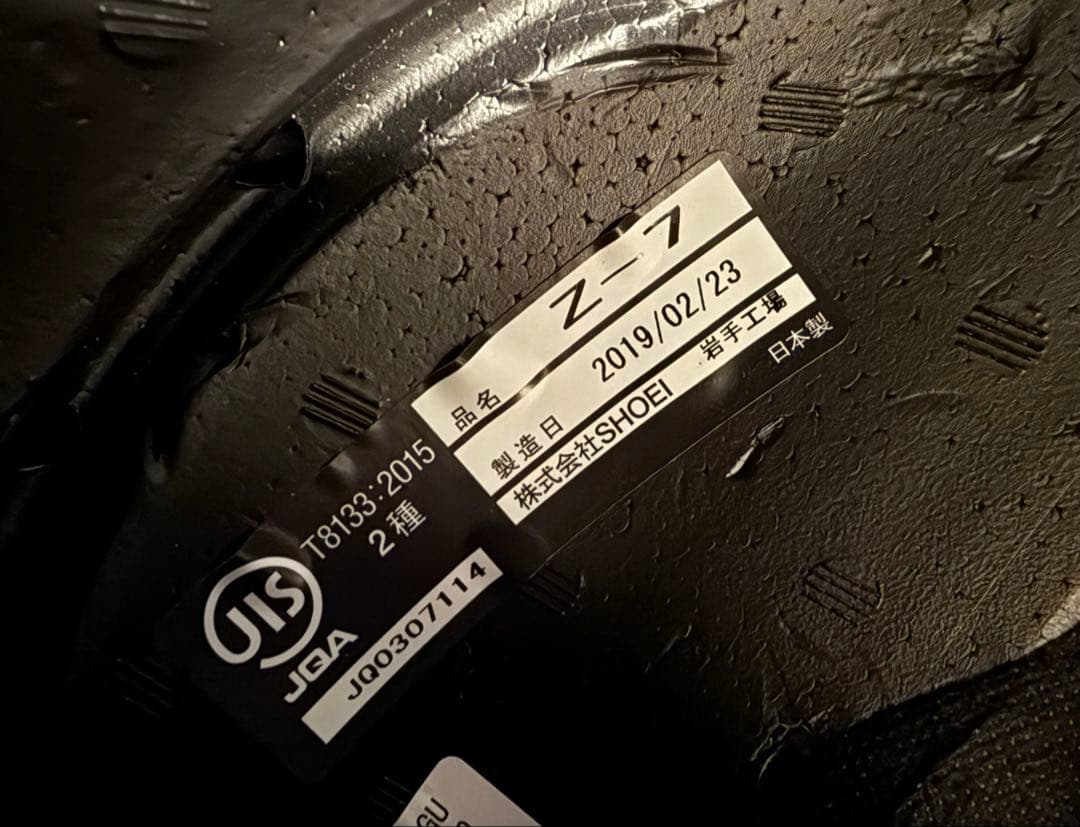 品名 Z-7
製造日 2019/02/23
株式会社SHOEI 岩手工場
日本製
T8133:2015
2種
JIS
JQA
JQ0307114
GU